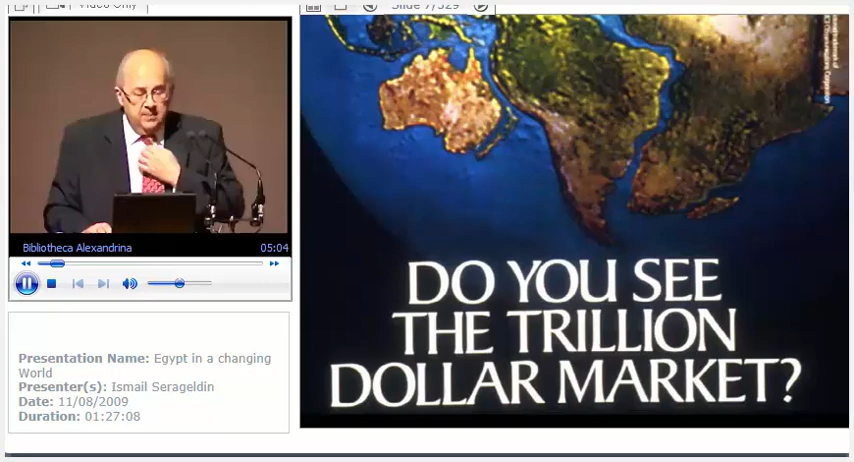 Video Only
Slide 7/329
Bibliotheca Alexandrina 05:04
DO YOU SEE
THE TRILLION
DOLLAR MARKET?
Presentation Name: Egypt in a changing
World
Presenter(s): Ismail Serageldin
Date: 11/08/2009
Duration: 01:27:08